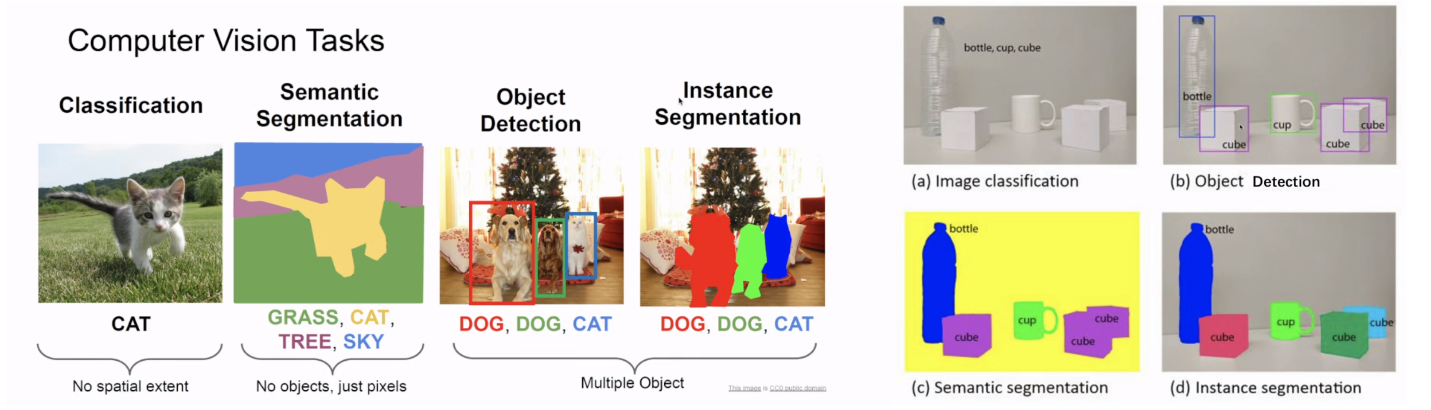 Computer Vision Tasks
Classification
Semantic
Segmentation
Object
Detection
Instance
Segmentation
CAT
GRASS, CAT,
TREE, SKY
DOG, DOG, CAT
DOG, DOG, CAT
No spatial extent
No objects, just pixels
Multiple Object
This image is CC0 public domain
bottle, cup, cube
(a) Image classification
bottle
cup
cube
cube
cube
(b) Object Detection
bottle
cup
cube
cube
cube
(c) Semantic segmentation
bottle
cup
cube
cube
cube
(d) Instance segmentation